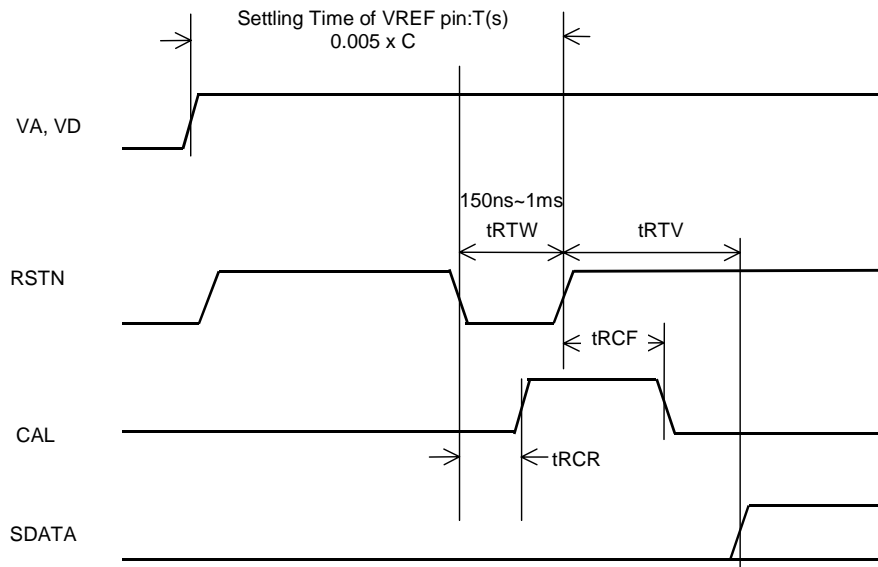 Settling Time of VREF pin:T(s)
0.005 x C
VA, VD
150ns~1ms
tRTW
tRTV
RSTN
tRCF
CAL
tRCR
SDATA